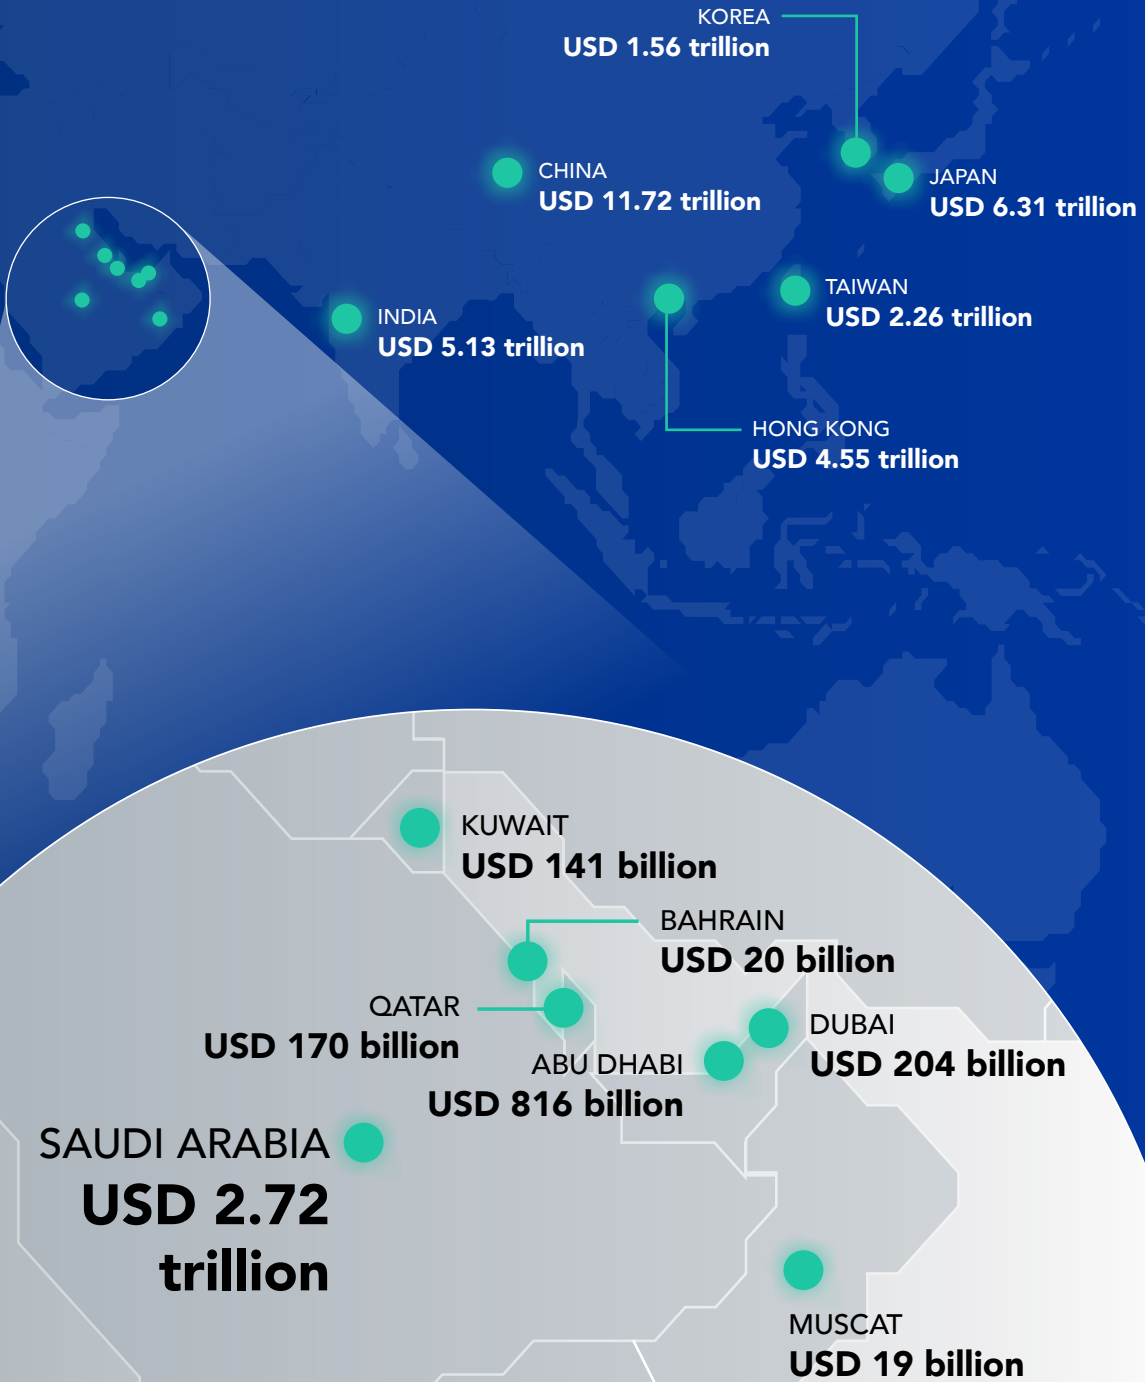 KOREA
USD 1.56 trillion
CHINA
USD 11.72 trillion
JAPAN
USD 6.31 trillion
TAIWAN
USD 2.26 trillion
INDIA
USD 5.13 trillion
HONG KONG
USD 4.55 trillion
KUWAIT
USD 141 billion
BAHRAIN
USD 20 billion
QATAR
USD 170 billion
DUBAI
USD 204 billion
ABU DHABI
USD 816 billion
SAUDI ARABIA
USD 2.72
trillion
MUSCAT
USD 19 billion